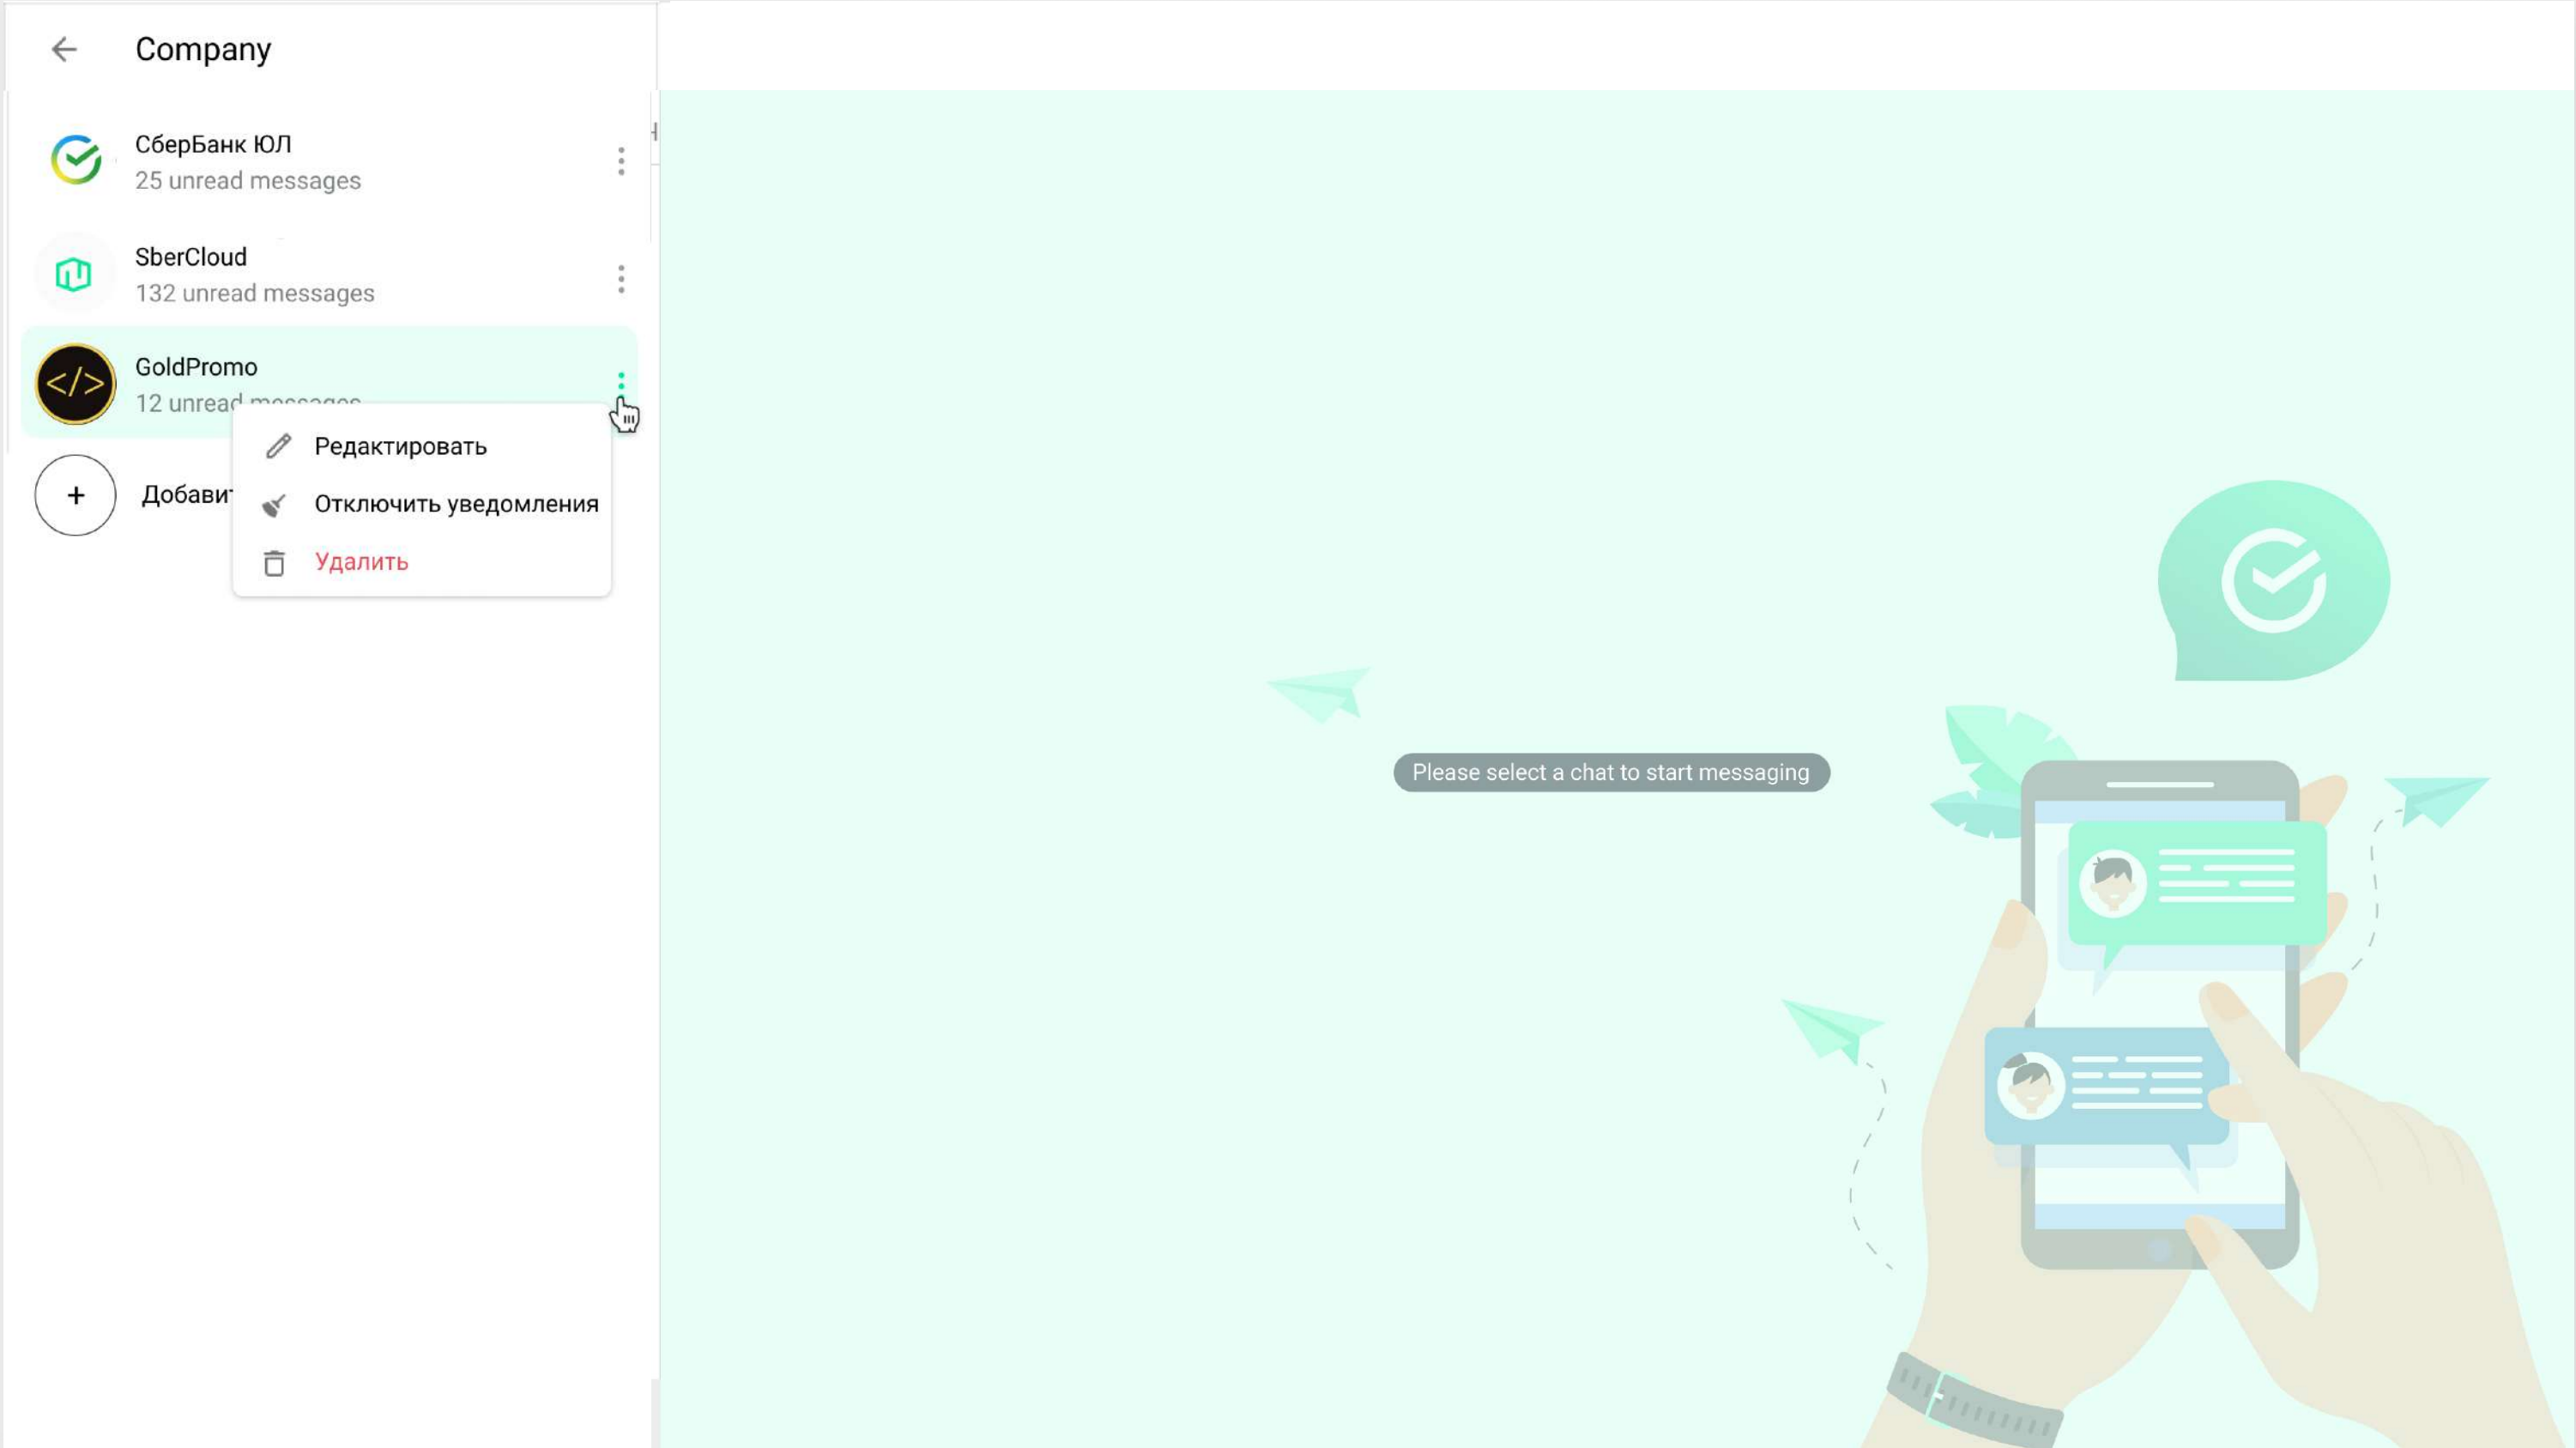 Company
СберБанк ЮЛ
25 unread messages
SberCloud
132 unread messages
GoldPromo
12 unread messages
Редактировать
Отключить уведомления
Удалить
Please select a chat to start messaging